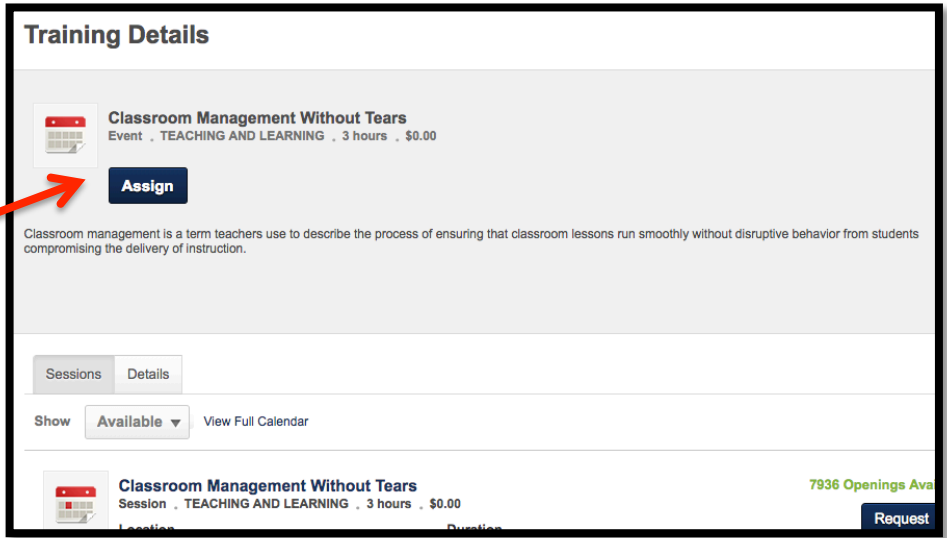 Training Details
Classroom Management Without Tears
Event . TEACHING AND LEARNING . 3 hours . $0.00
Assign
Classroom management is a term teachers use to describe the process of ensuring that classroom lessons run smoothly without disruptive behavior from students
compromising the delivery of instruction.
Sessions Details
Show Available View Full Calendar
Classroom Management Without Tears
7936 Openings Avai
Session . TEACHING AND LEARNING . 3 hours . $0.00
Request
Location Duration